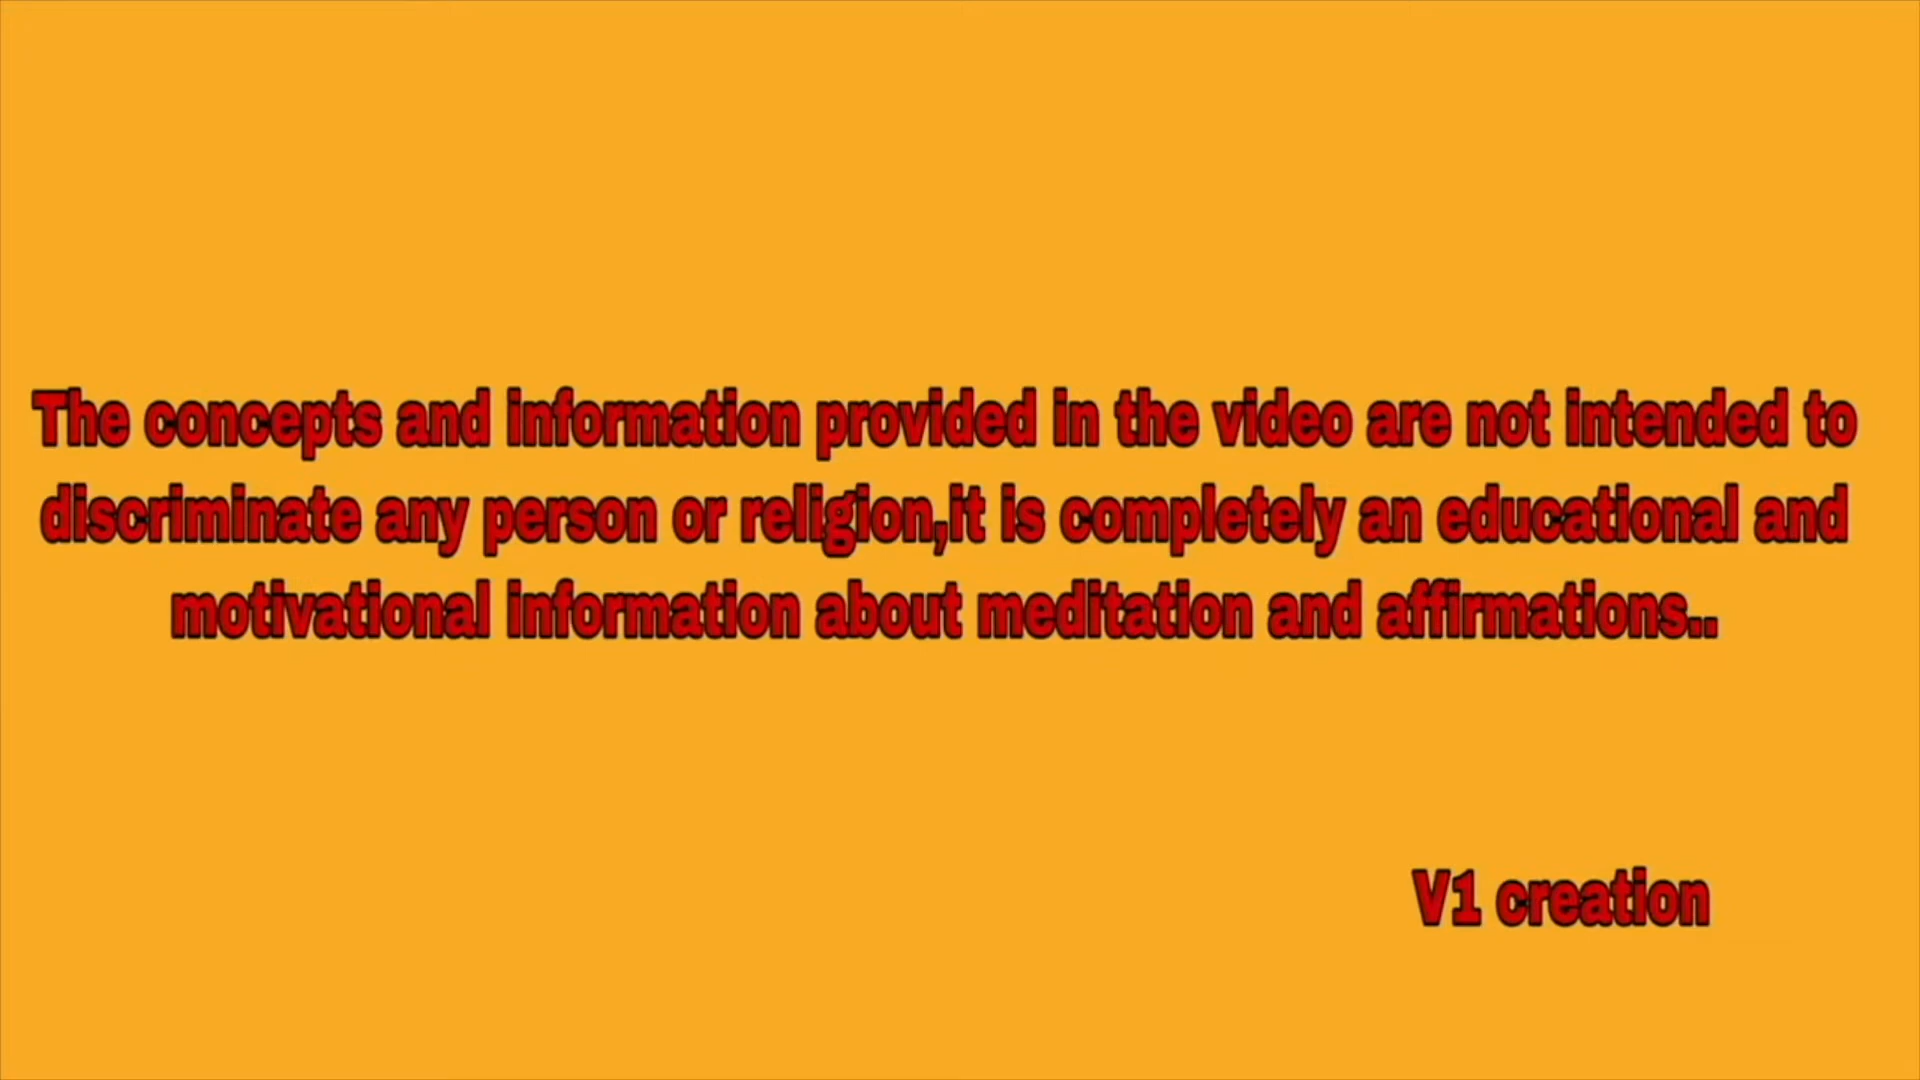 The concepts and information provided in the video are not intended to
discriminate any person or religion,it is completely an educational and
motivational information about meditation and affirmations..
V1 creation